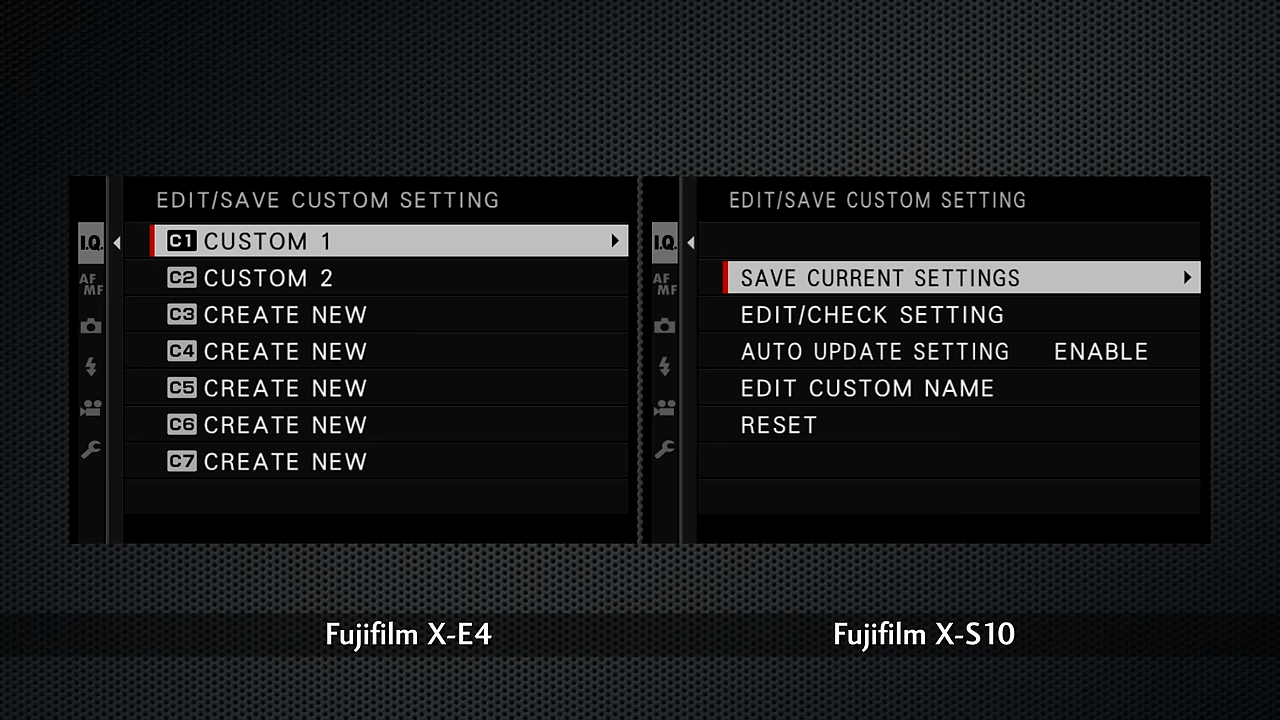 EDIT/SAVE CUSTOM SETTING
I.Q.
C1 CUSTOM 1
C2 CUSTOM 2
AF
MF
C3 CREATE NEW
C4 CREATE NEW
C5 CREATE NEW
C6 CREATE NEW
C7 CREATE NEW
EDIT/SAVE CUSTOM SETTING
I.Q.
SAVE CURRENT SETTINGS
AF
MF
EDIT/CHECK SETTING
AUTO UPDATE SETTING ENABLE
EDIT CUSTOM NAME
RESET
Fujifilm X-E4
Fujifilm X-S10